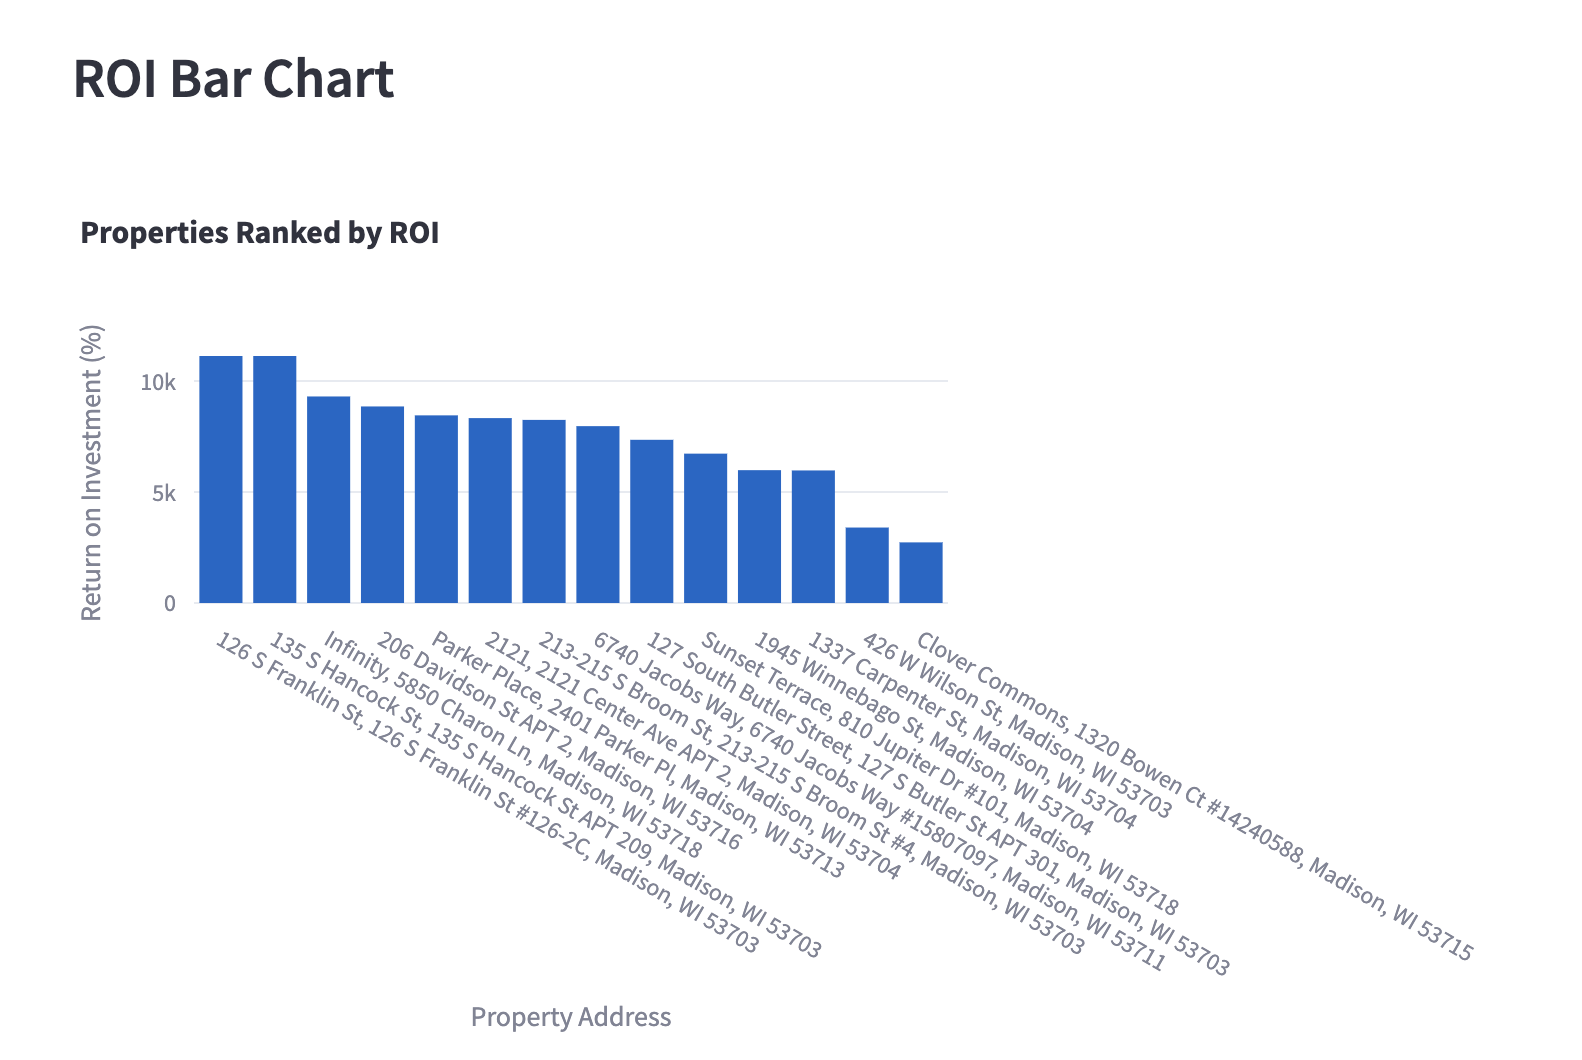 ROI Bar Chart
Properties Ranked by ROI
Return on Investment (%)
10k
5k
0
126 S Franklin St, 126 S Franklin St #126-2C, Madison, WI 53703
135 S Hancock St, 135 S Hancock St APT 209, Madison, WI 53703
Infinity, 5850 Charon Ln, Madison, WI 53718
206 Davidson St APT 2, Madison, WI 53716
Parker Place, 2401 Parker Pl, Madison, WI 53713
2121, 2121 Center Ave APT 2, Madison, WI 53704
213-215 S Broom St, 213-215 S Broom St #4, Madison, WI 53703
6740 Jacobs Way, 6740 Jacobs Way #15807097, Madison, WI 53711
127 South Butler Street, 127 S Butler St APT 301, Madison, WI 53703
Sunset Terrace, 810 Jupiter Dr #101, Madison, WI 53718
1945 Winnebago St, Madison, WI 53704
1337 Carpenter St, Madison, WI 53704
426 W Wilson St, Madison, WI 53703
Clover Commons, 1320 Bowen Ct #14240588, Madison, WI 53715
Property Address